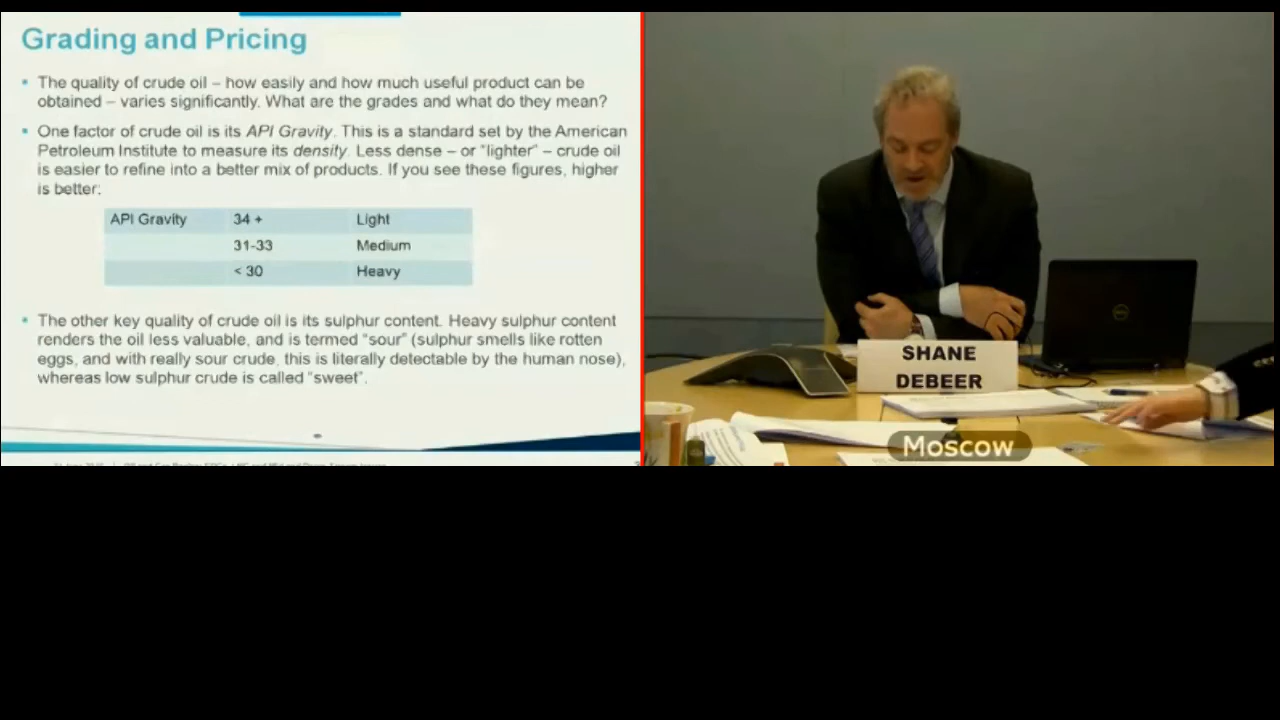 Grading and Pricing
The quality of crude oil – how easily and how much useful product can be
obtained – varies significantly. What are the grades and what do they mean?
One factor of crude oil is its API Gravity. This is a standard set by the American
Petroleum Institute to measure its density. Less dense – or "lighter" – crude oil
is easier to refine into a better mix of products. If you see these figures, higher
is better:
API Gravity 34 + Light
31-33 Medium
< 30 Heavy
The other key quality of crude oil is its sulphur content. Heavy sulphur content
renders the oil less valuable, and is termed "sour" (sulphur smells like rotten
eggs, and with really sour crude, this is literally detectable by the human nose),
whereas low sulphur crude is called "sweet".
SHANE
DEBEER
Moscow